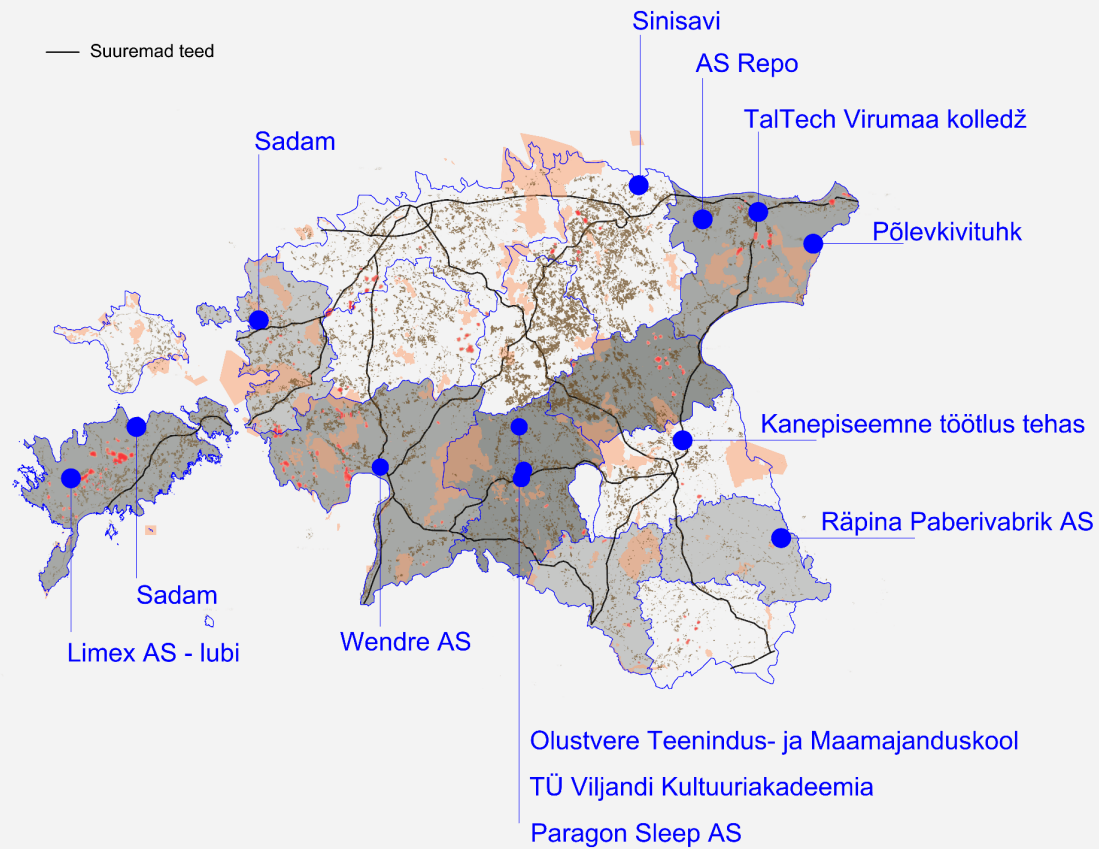 Sinisavi
Suuremad teed
AS Repo
TalTech Virumaa kolledž
Sadam
Põlevkivituhk
Kanepiseemne töötlus tehas
Räpina Paberivabrik AS
Sadam
Wendre AS
Limex AS - lubi
Olustvere Teenindus- ja Maamajanduskool
TÜ Viljandi Kultuuriakadeemia
Paragon Sleep AS